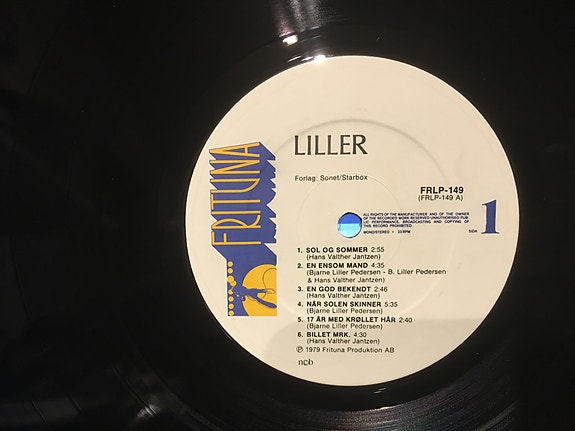 LILLER
Forlag: Sonet/Starbox
FRLP-149
(FRLP-149 A)
FRITUNA
ALL RIGHTS OF THE MANUFACTURER AND OF THE OWNER
OF THE RECORDED WORK RESERVED UNAUTHORISED PUB-
LIC PERFORMANCE, BROADCASTING AND COPYING OF
THIS RECORD PROHIBITED
MONO/STEREO • 33 RPM
SIDA 1
1. SOL OG SOMMER 2:55
(Hans Valther Jantzen)
2. EN ENSOM MAND 4:35
(Bjarne Liller Pedersen - B. Liller Pedersen
& Hans Valther Jantzen)
3. EN GOD BEKENDT 2:46
(Hans Valther Jantzen)
4. NÅR SOLEN SKINNER 5:35
(Bjarne Liller Pedersen)
5. 17 ÅR MED KRØLLET HÅR 2:40
(Bjarne Liller Pedersen)
6. BILLET MRK. 4:30
(Hans Valther Jantzen)
Ⓟ 1979 Frituna Produktion AB
ncb